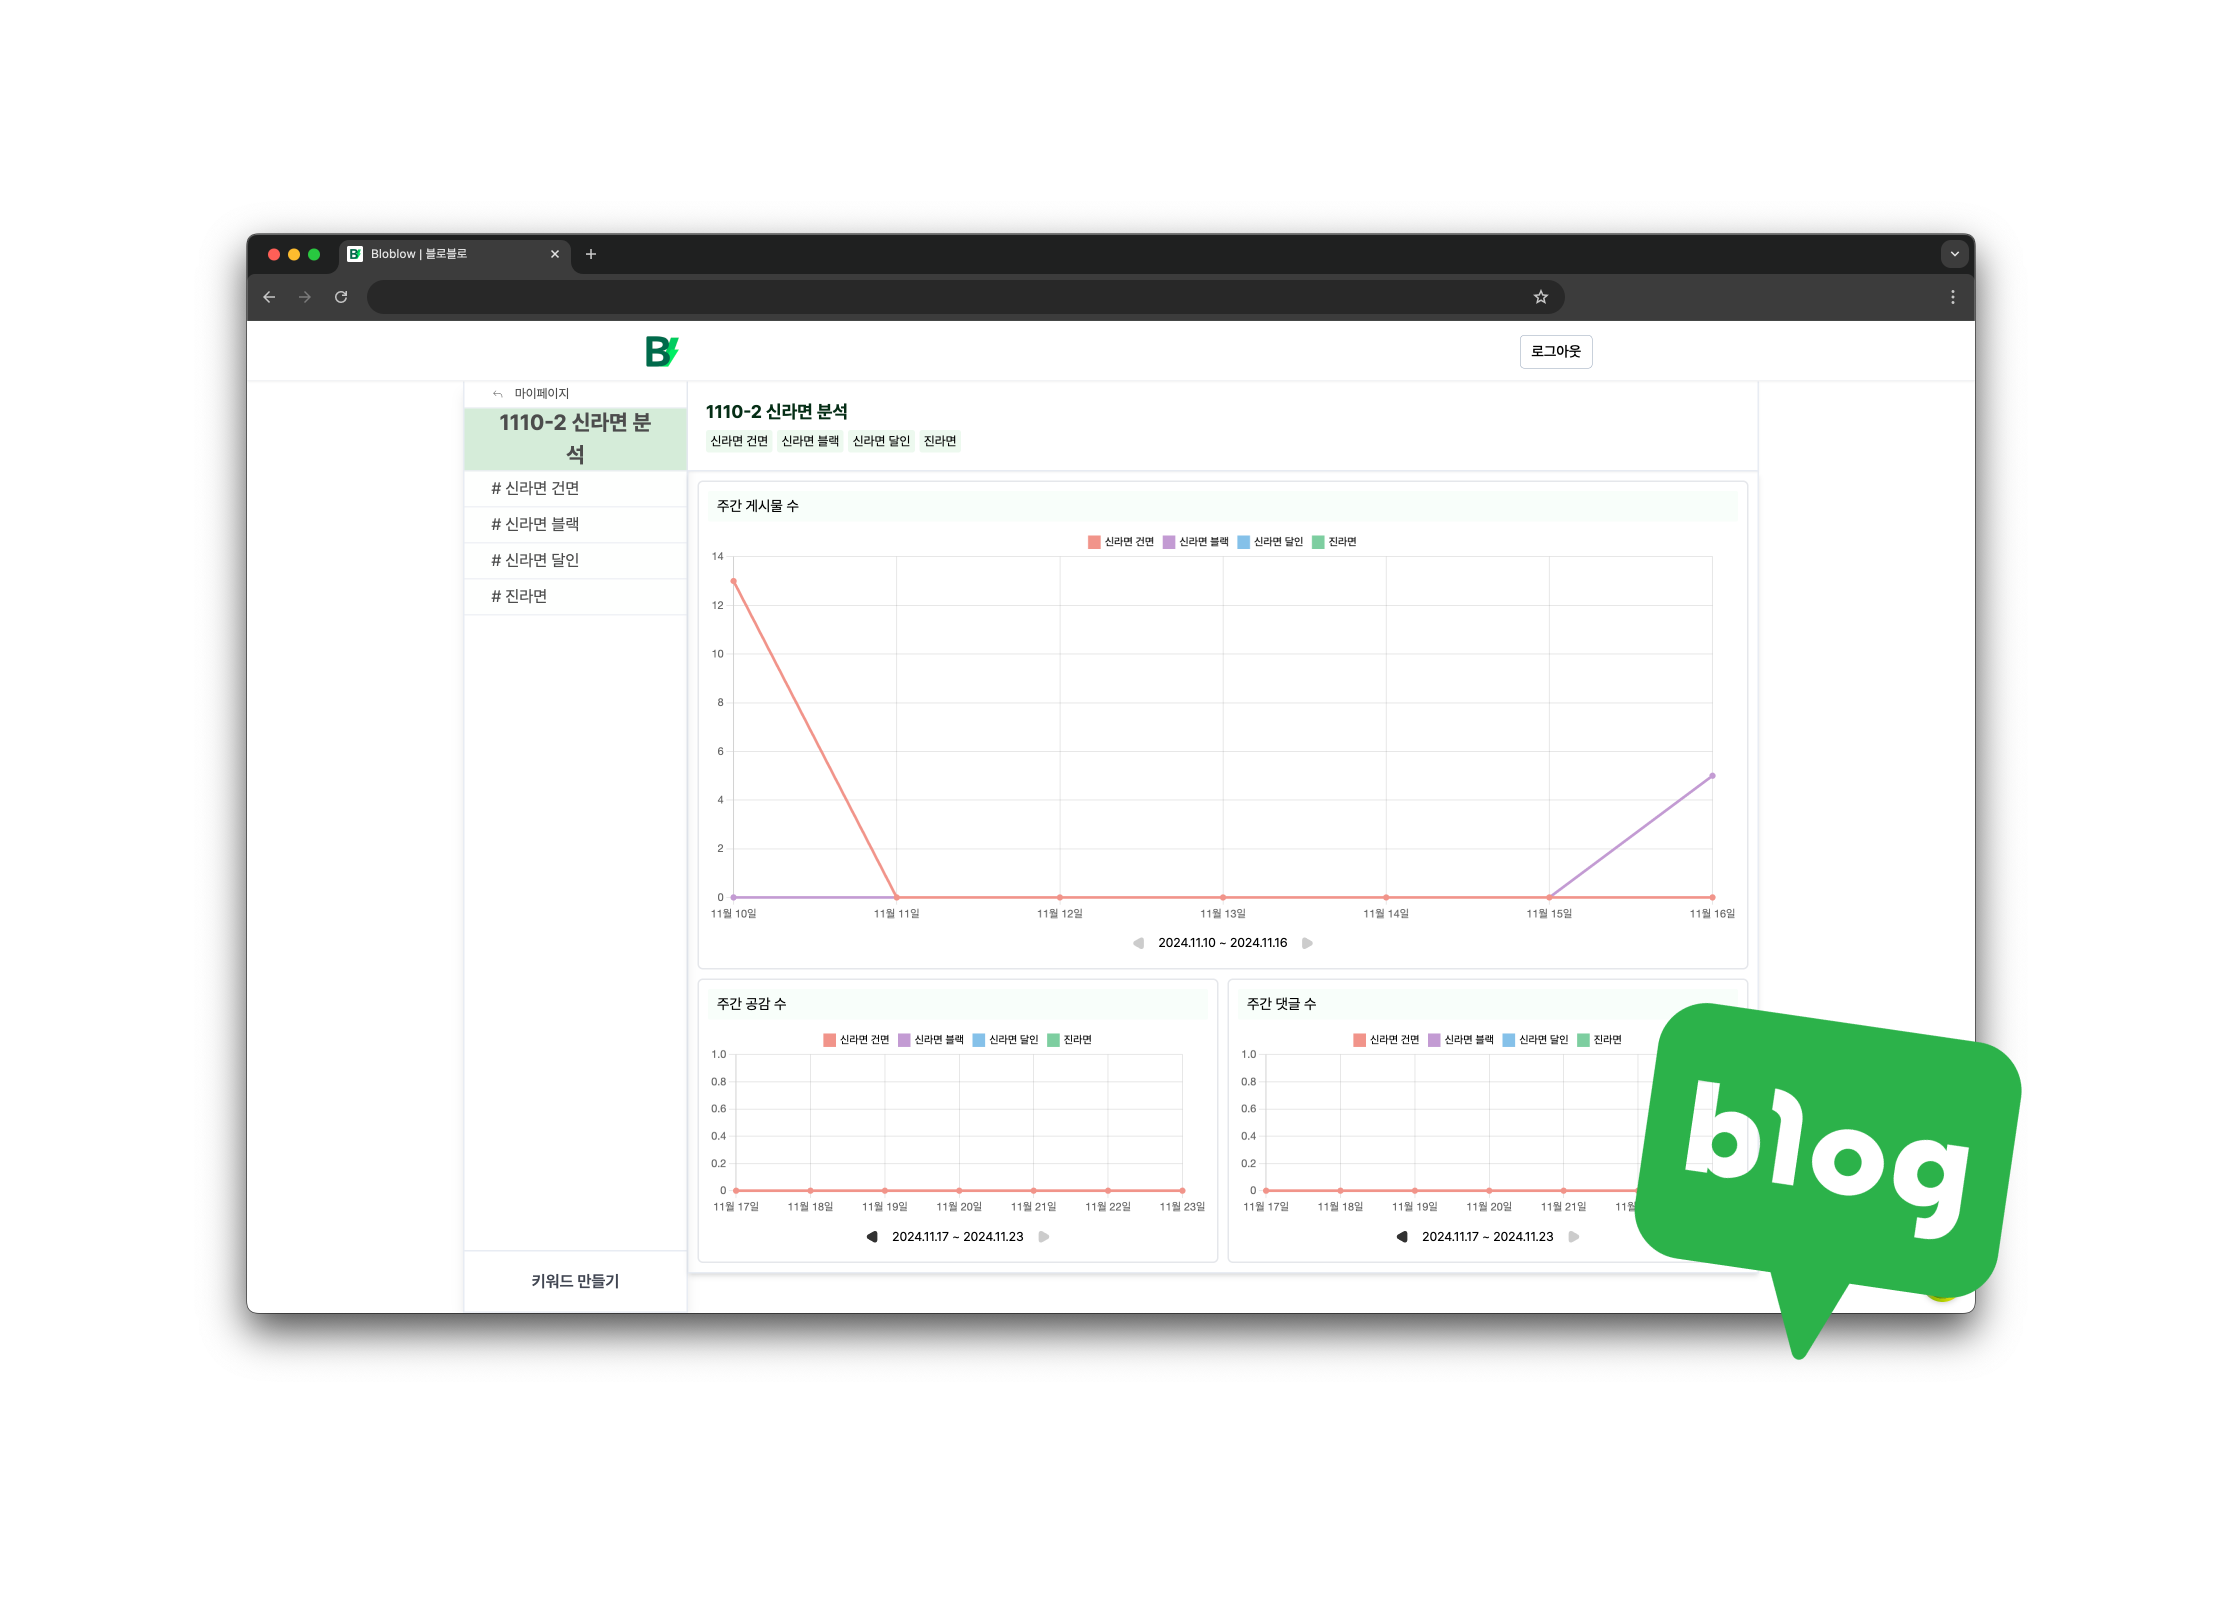 Bloblow | 블로블로
B
로그아웃
마이페이지
1110-2 신라면 분
석
# 신라면 건면
# 신라면 블랙
# 신라면 달인
# 진라면
키워드 만들기
1110-2 신라면 분석
신라면 건면 신라면 블랙 신라면 달인 진라면
주간 게시물 수
신라면 건면 신라면 블랙 신라면 달인 진라면
14
12
10
8
6
4
2
0
11월 10일 11월 11일 11월 12일 11월 13일 11월 14일 11월 15일 11월 16일
2024.11.10 ~ 2024.11.16
주간 공감 수
신라면 건면 신라면 블랙 신라면 달인 진라면
1.0
0.8
0.6
0.4
0.2
0
11월 17일 11월 18일 11월 19일 11월 20일 11월 21일 11월 22일 11월 23일
2024.11.17 ~ 2024.11.23
주간 댓글 수
신라면 건면 신라면 블랙 신라면 달인 진라면
1.0
0.8
0.6
0.4
0.2
0
11월 17일 11월 18일 11월 19일 11월 20일 11월 21일 11월
2024.11.17 ~ 2024.11.23
blog